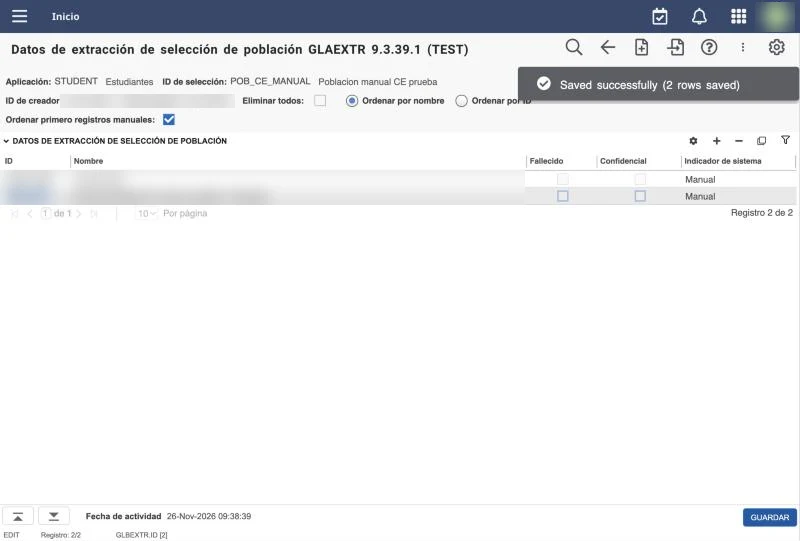 Inicio
Datos de extracción de selección de población GLAEXTR 9.3.39.1 (TEST)
Saved successfully (2 rows saved)
Aplicación: STUDENT Estudiantes ID de selección: POB_CE_MANUAL Poblacion manual CE prueba
ID de creador Eliminar todos: Ordenar por nombre Ordenar por ID
Ordenar primero registros manuales:
DATOS DE EXTRACCIÓN DE SELECCIÓN DE POBLACIÓN
ID Nombre Fallecido Confidencial Indicador de sistema
Manual
Manual
1 de 1 10 Por página Registro 2 de 2
Fecha de actividad 26-Nov-2026 09:38:39 GUARDAR
EDIT Registro: 2/2 GLBEXTR.ID [2]